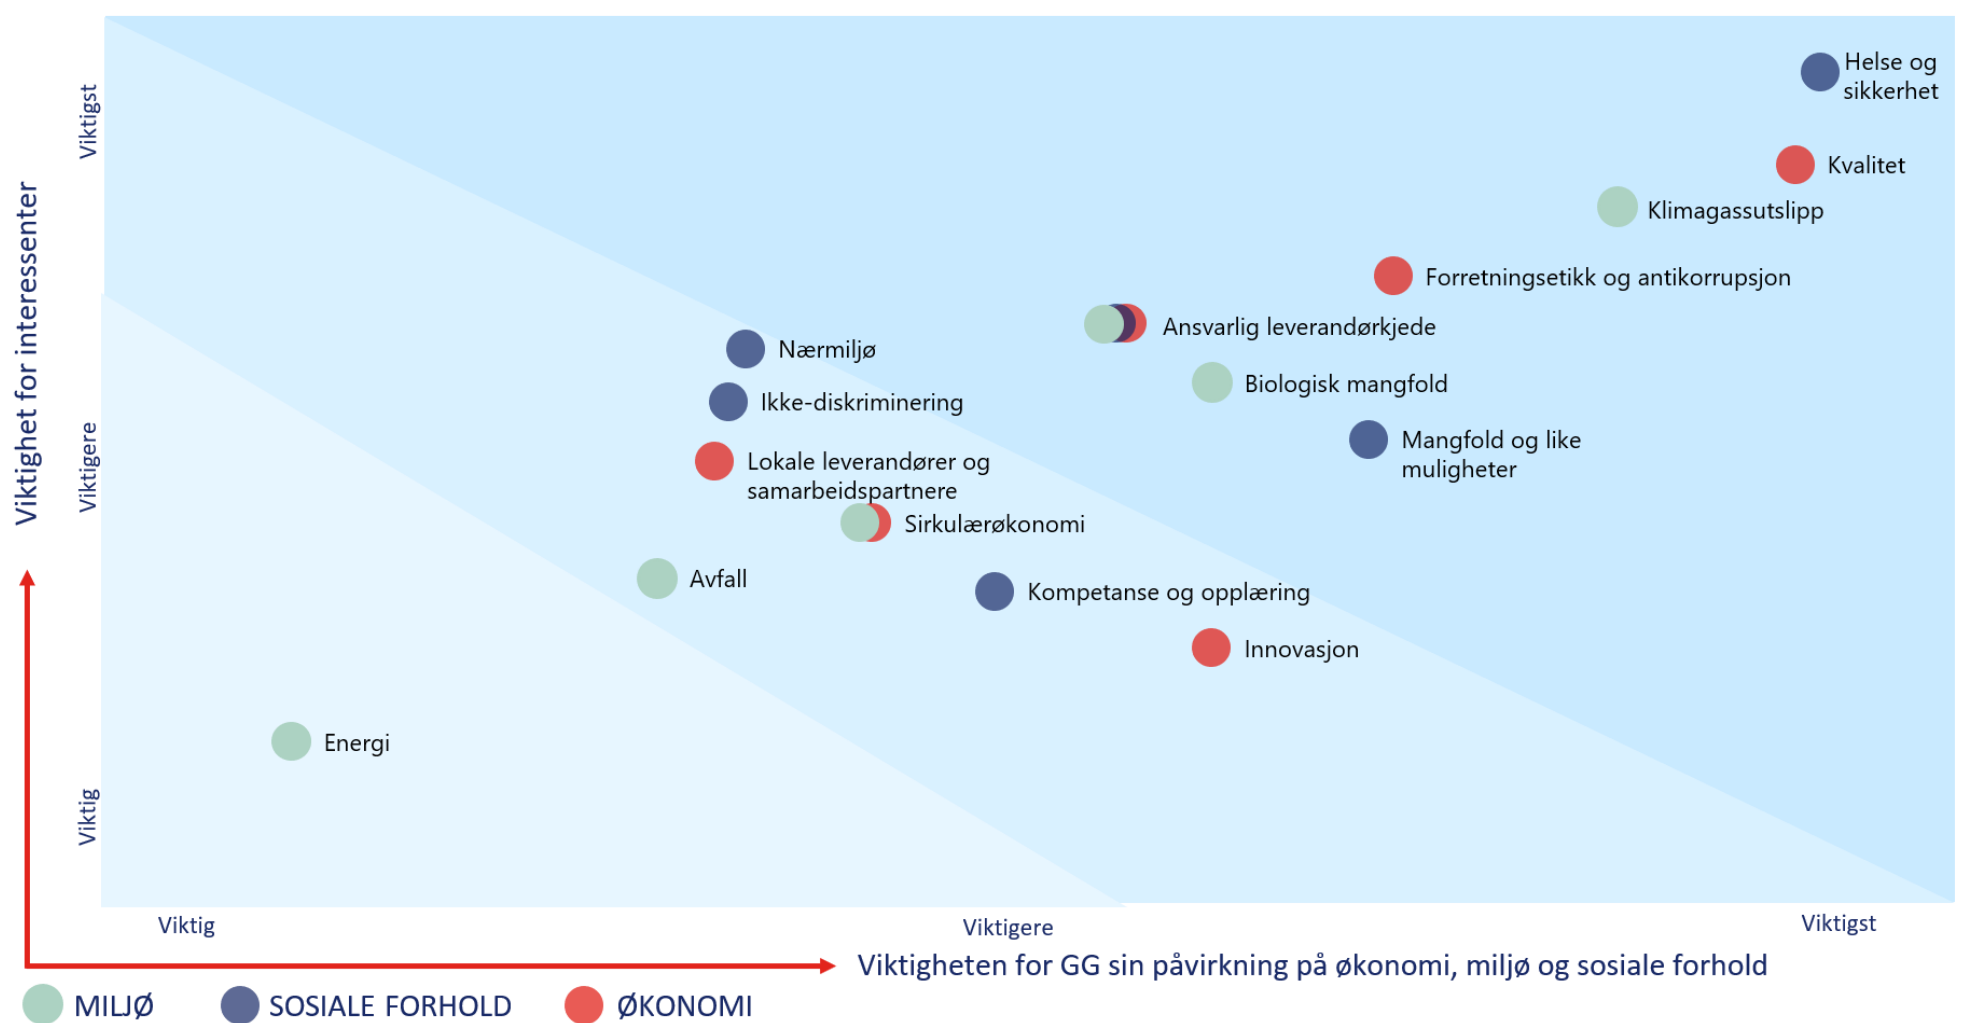 Viktighet for interessenter
Viktigst
Viktigere
Viktig
Helse og
sikkerhet
Kvalitet
Klimagassutslipp
Forretningsetikk og antikorrupsjon
Ansvarlig leverandørkjede
Nærmiljø
Biologisk mangfold
Ikke-diskriminering
Mangfold og like
muligheter
Lokale leverandører og
samarbeidspartnere
Sirkulærøkonomi
Avfall
Kompetanse og opplæring
Innovasjon
Energi
Viktig
Viktigere
Viktigst
Viktigheten for GG sin påvirkning på økonomi, miljø og sosiale forhold
MILJØ
SOSIALE FORHOLD
ØKONOMI